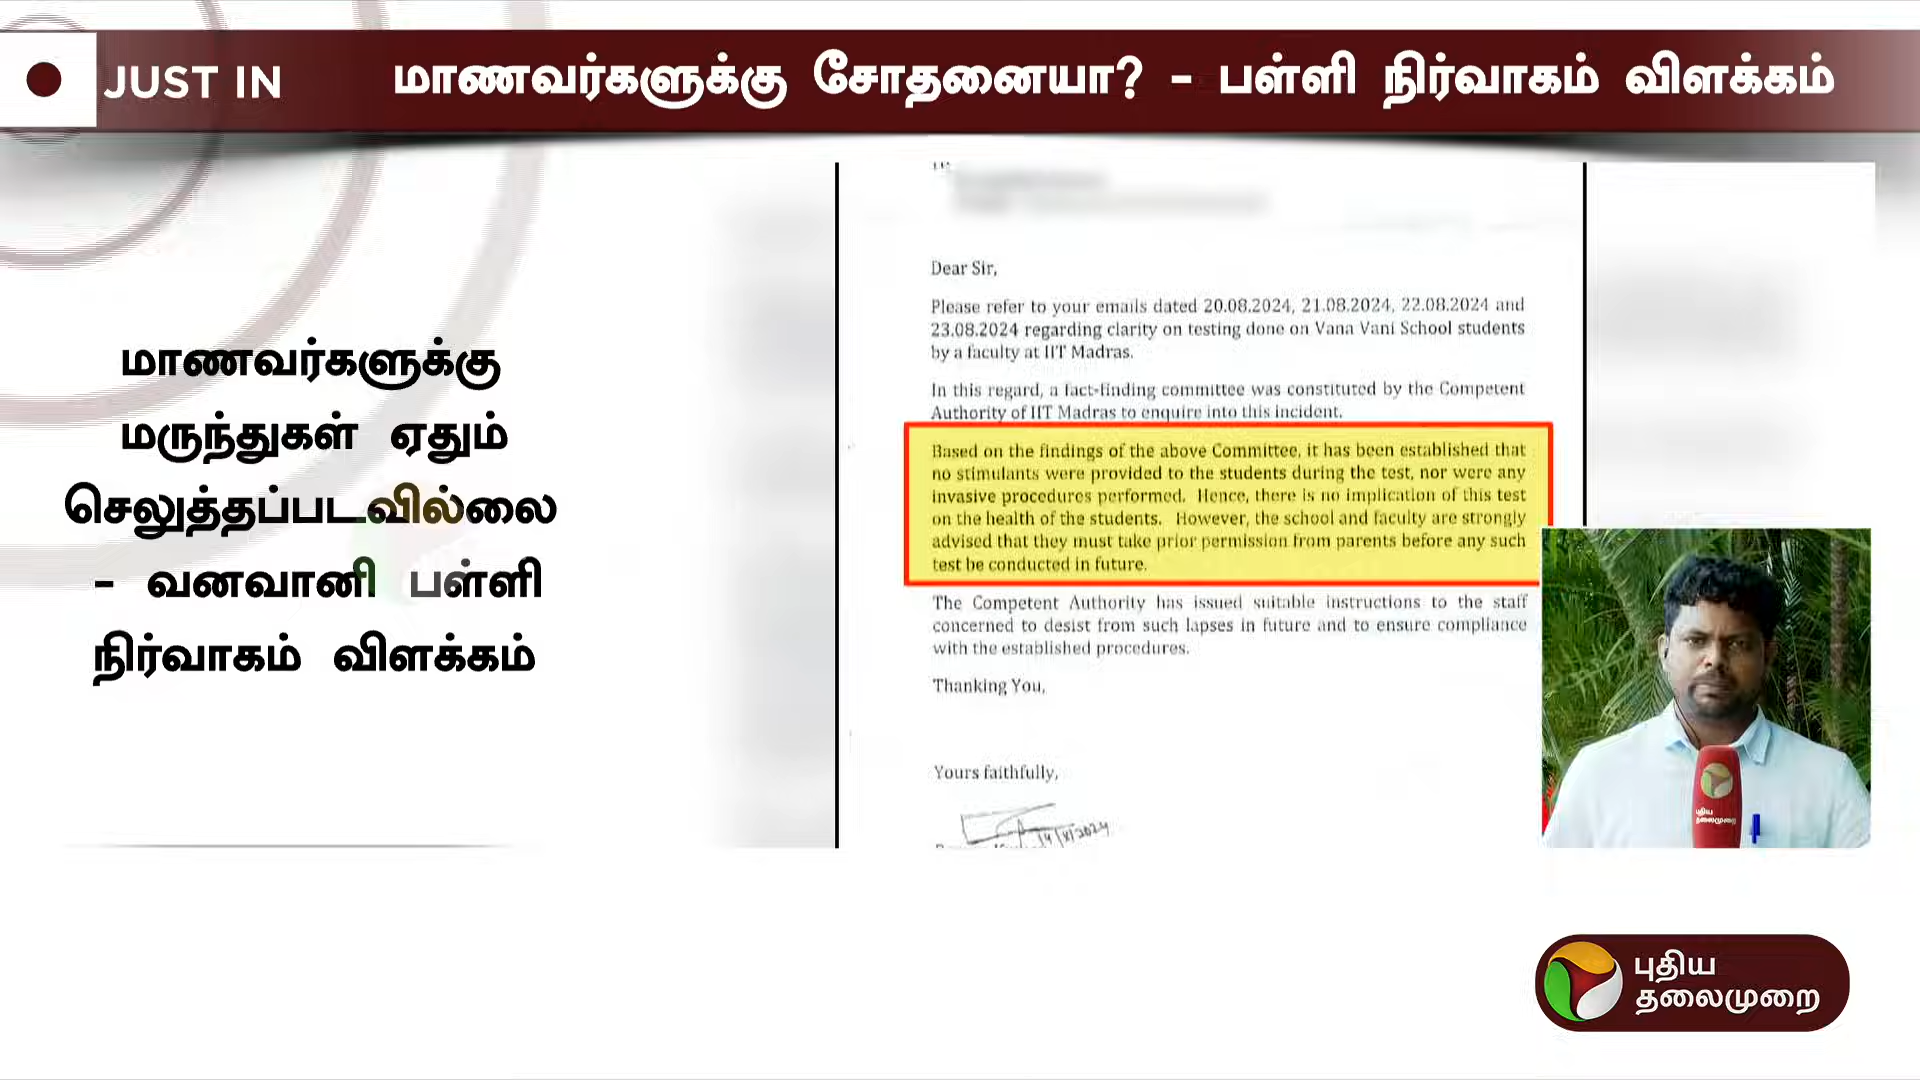 JUST IN
மாணவர்களுக்கு சோதனையா? - பள்ளி நிர்வாகம் விளக்கம்
மாணவர்களுக்கு
மருந்துகள் ஏதும்
செலுத்தப்படவில்லை
- வனவாணி பள்ளி
நிர்வாகம் விளக்கம்
Dear Sir,
Please refer to your emails dated 20.08.2024, 21.08.2024, 22.08.2024 and
23.08.2024 regarding clarity on testing done on Vana Vani School students
by a faculty at IIT Madras.
In this regard, a fact-finding committee was constituted by the Competent
Authority of IIT Madras to enquire into this incident.
Based on the findings of the above Committee, it has been established that
no stimulants were provided to the students during the test, nor were any
invasive procedures performed. Hence, there is no implication of this test
on the health of the students. However, the school and faculty are strongly
advised that they must take prior permission from parents before any such
test be conducted in future.
The Competent Authority has issued suitable instructions to the staff
concerned to desist from such lapses in future and to ensure compliance
with the established procedures.
Thanking You,
Yours faithfully,
புதிய
தலைமுறை
புதிய
தலைமுறை